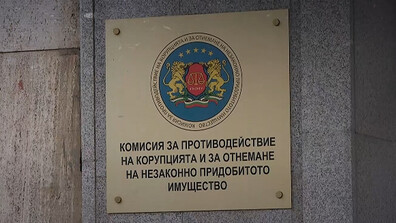 КОМИСИЯ ЗА ПРОТИВОДЕЙСТВИЕ
НА КОРУПЦИЯТА И ЗА ОТНЕМАНЕ
НА НЕЗАКОННО ПРИДОБИТОТО
ИМУЩЕСТВО